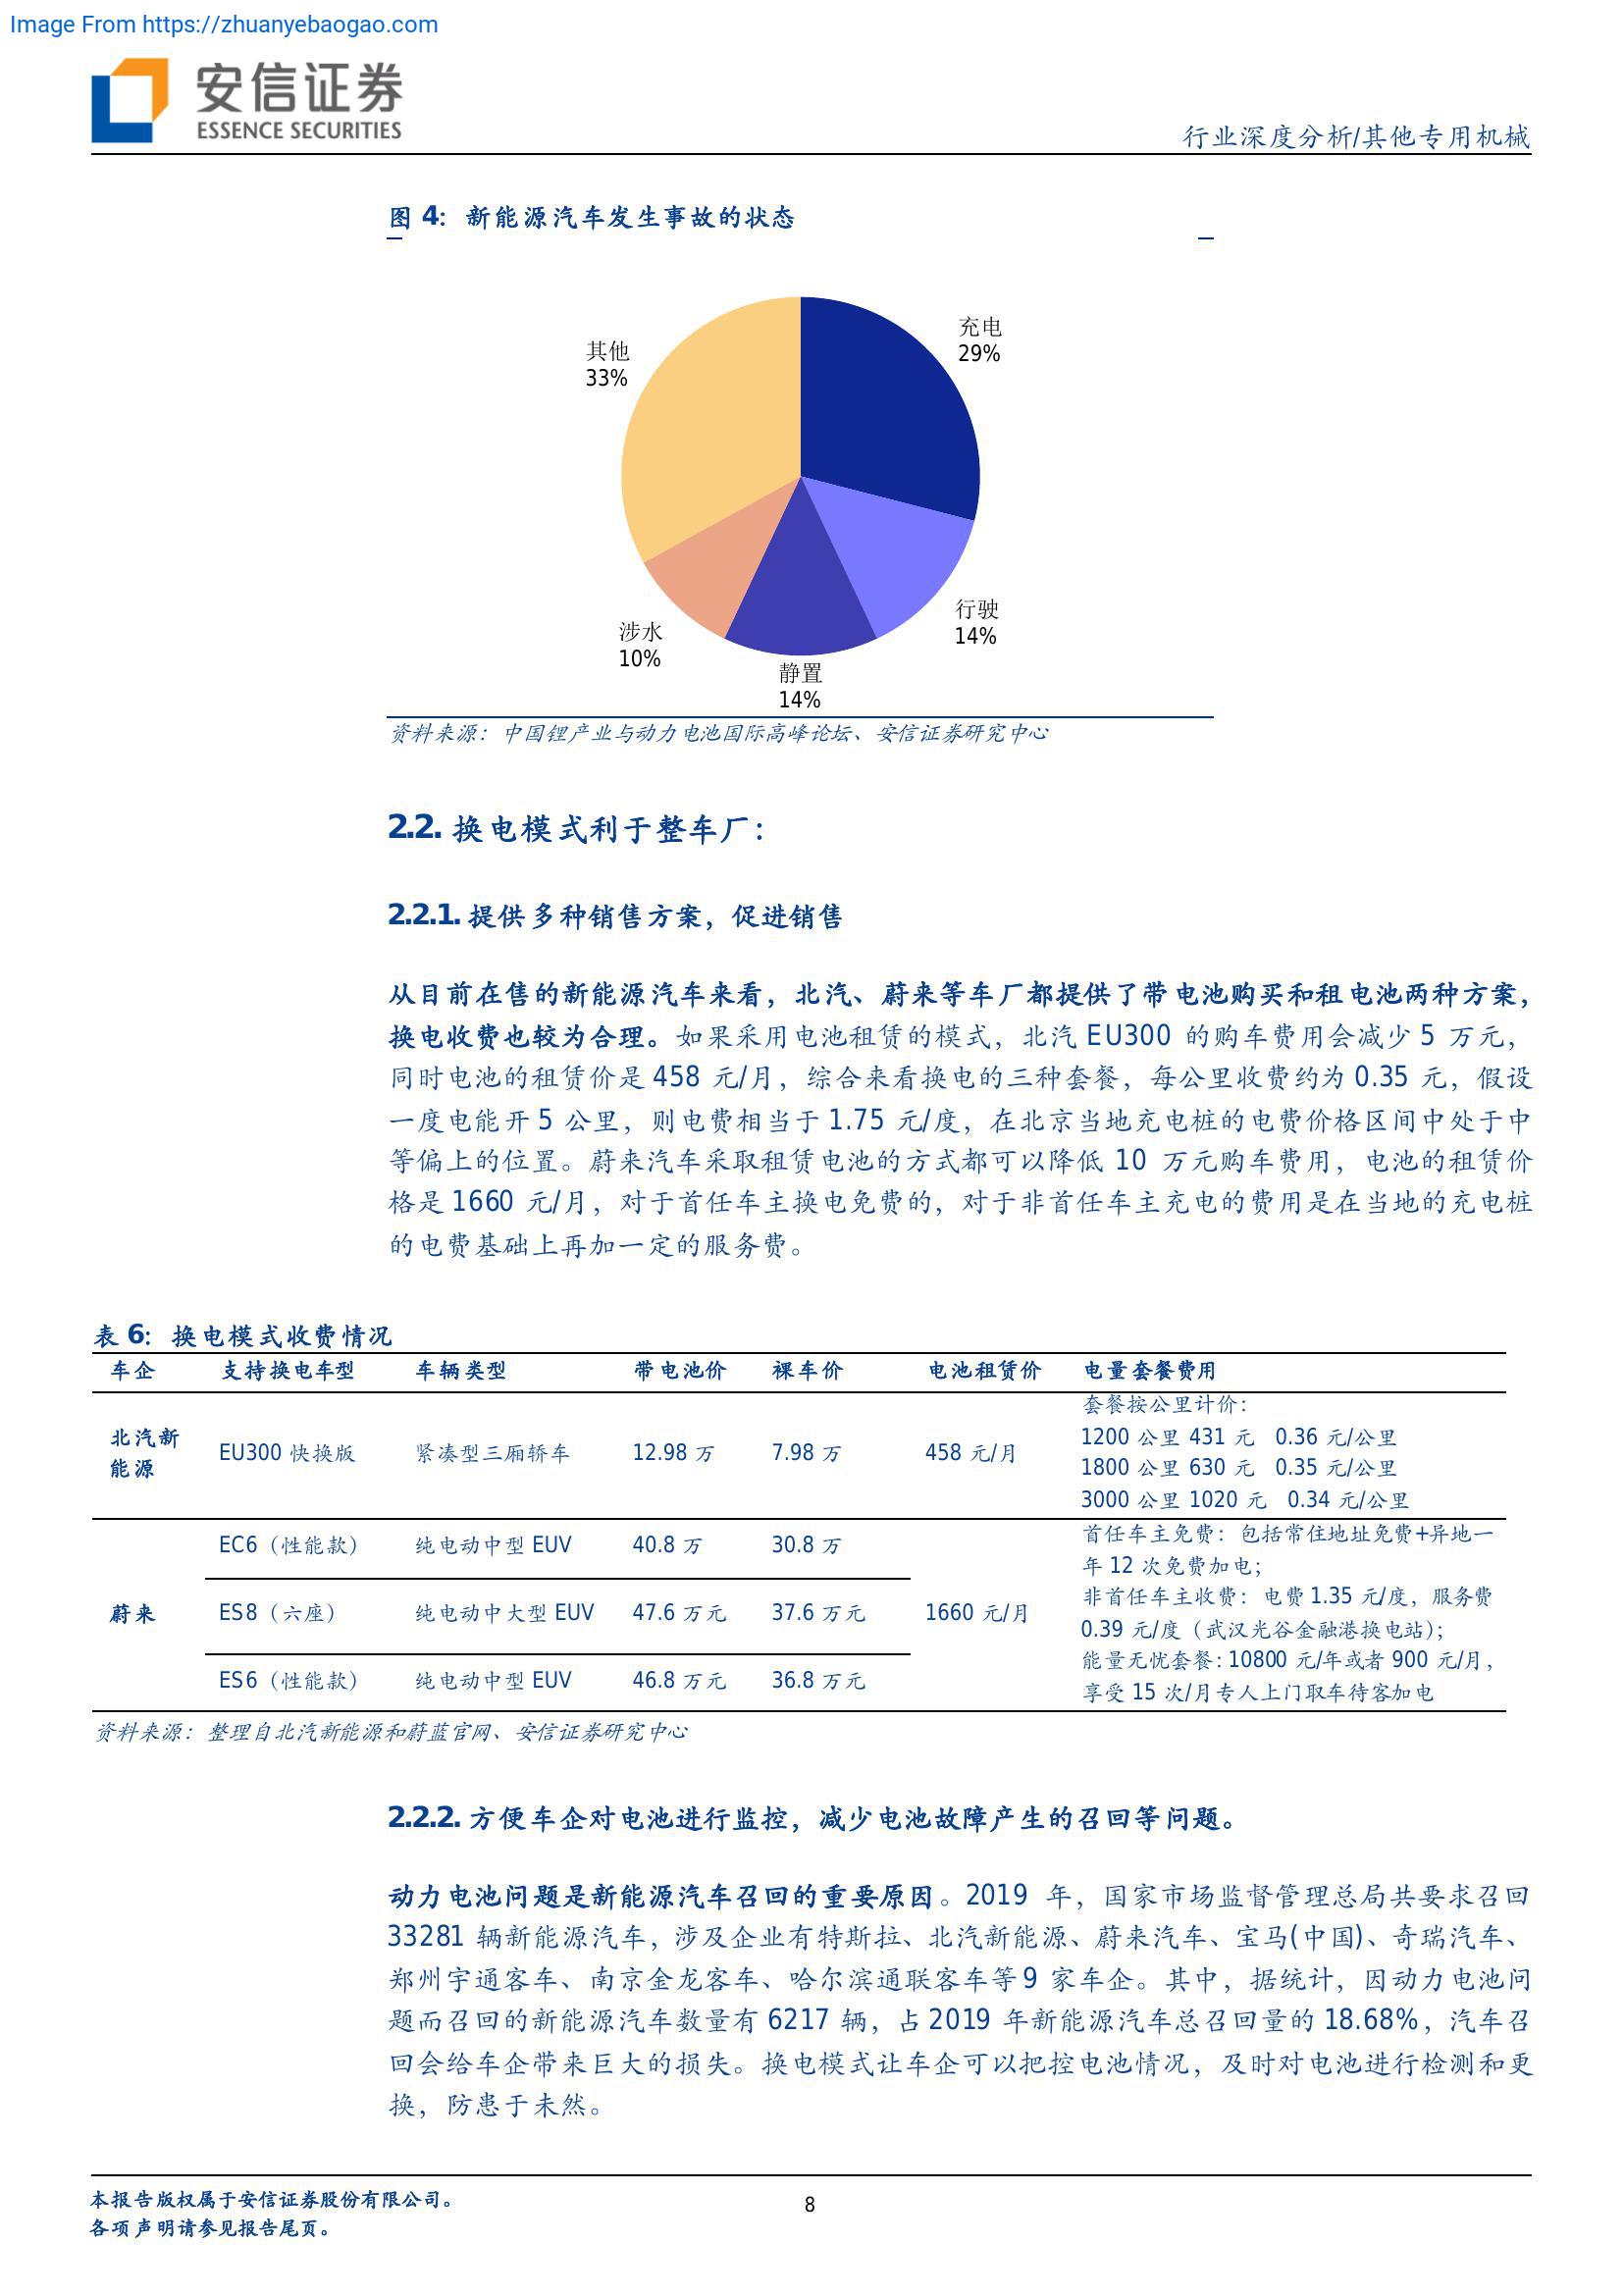 Image From https://zhuanyebaogao.com
安信证券
ESSENCE SECURITIES
行业深度分析/其他专用机械
图 4：新能源汽车发生事故的状态
充电
29%
其他
33%
行驶
14%
涉水
10%
静置
14%
资料来源：中国锂产业与动力电池国际高峰论坛、安信证券研究中心
2.2. 换电模式利于整车厂：
2.2.1. 提供多种销售方案，促进销售
从目前在售的新能源汽车来看，北汽、蔚来等车厂都提供了带电池购买和租电池两种方案，
换电收费也较为合理。如果采用电池租赁的模式，北汽 EU300 的购车费用会减少 5 万元，
同时电池的租赁价是 458 元/月，综合来看换电的三种套餐，每公里收费约为 0.35 元，假设
一度电能开 5 公里，则电费相当于 1.75 元/度，在北京当地充电桩的电费价格区间中处于中
等偏上的位置。蔚来汽车采取租赁电池的方式都可以降低 10 万元购车费用，电池的租赁价
格是 1660 元/月，对于首任车主换电免费的，对于非首任车主充电的费用是在当地的充电桩
的电费基础上再加一定的服务费。
表 6：换电模式收费情况
车企 支持换电车型 车辆类型 带电池价 裸车价 电池租赁价 电量套餐费用
北汽新
能源
EU300 快换版 紧凑型三厢轿车 12.98 万 7.98 万 458 元/月
套餐按公里计价：
1200 公里 431 元 0.36 元/公里
1800 公里 630 元 0.35 元/公里
3000 公里 1020 元 0.34 元/公里
蔚来
EC6（性能款） 纯电动中型 EUV 40.8 万 30.8 万
ES8（六座） 纯电动中大型 EUV 47.6 万元 37.6 万元 1660 元/月
ES6（性能款） 纯电动中型 EUV 46.8 万元 36.8 万元
首任车主免费：包括常住地址免费+异地一
年 12 次免费加电；
非首任车主收费：电费 1.35 元/度，服务费
0.39 元/度（武汉光谷金融港换电站）；
能量无忧套餐：10800 元/年或者 900 元/月，
享受 15 次/月专人上门取车待客加电
资料来源：整理自北汽新能源和蔚蓝官网、安信证券研究中心
2.2.2. 方便车企对电池进行监控，减少电池故障产生的召回等问题。
动力电池问题是新能源汽车召回的重要原因。2019 年，国家市场监督管理总局共要求召回
33281 辆新能源汽车，涉及企业有特斯拉、北汽新能源、蔚来汽车、宝马(中国)、奇瑞汽车、
郑州宇通客车、南京金龙客车、哈尔滨通联客车等 9 家车企。其中，据统计，因动力电池问
题而召回的新能源汽车数量有 6217 辆，占 2019 年新能源汽车总召回量的 18.68%，汽车召
回会给车企带来巨大的损失。换电模式让车企可以把控电池情况，及时对电池进行检测和更
换，防患于未然。
本报告版权属于安信证券股份有限公司。
各项声明请参见报告尾页。
8